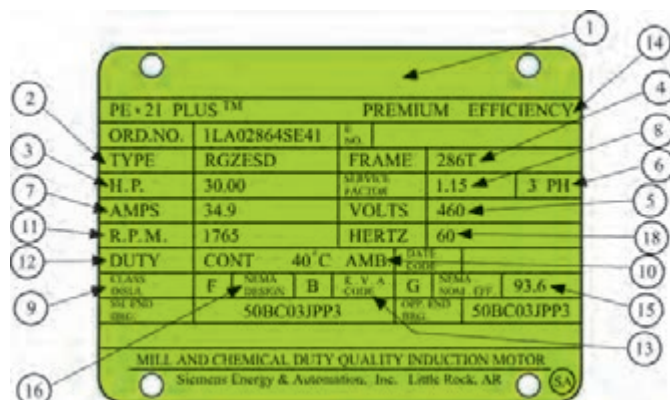 1
14
PE•21 PLUS™ PREMIUM EFFICIENCY
2
4
ORD.NO. 1LA02864SE41 E NO.
3
8
TYPE RGZESD FRAME 286T
6
H.P. 30.00 SERVICE FACTOR 1.15 3 PH
7
AMPS 34.9 VOLTS 460
5
11
R.P.M. 1765 HERTZ 60
18
12
DUTY CONT 40°C AMB. DATE CODE
10
9
CLASS INSUL F NEMA DESIGN B K.V.A CODE G NEMA NOM. EFF. 93.6
15
SH. END BRG. 50BC03JPP3 OPP. END BRG. 50BC03JPP3
13
MILL AND CHEMICAL DUTY QUALITY INDUCTION MOTOR
16
Siemens Energy & Automation, Inc. Little Rock, AR SA